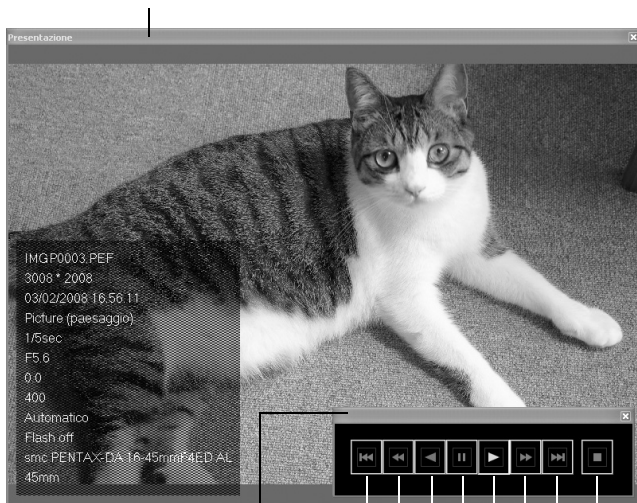 Presentazione
IMGP0003.PEF
3008 * 2008
03/02/2008 16.56.11
Picture (paesaggio)
1/5sec
F5.6
0.0
400
Automatico
Flash off
smc PENTAX-DA 16-45mmF4ED AL
45mm